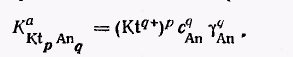 K^a_{Kt_p An_q} = (Kt^{q+})^p c^q_{An} γ^q_{An} .